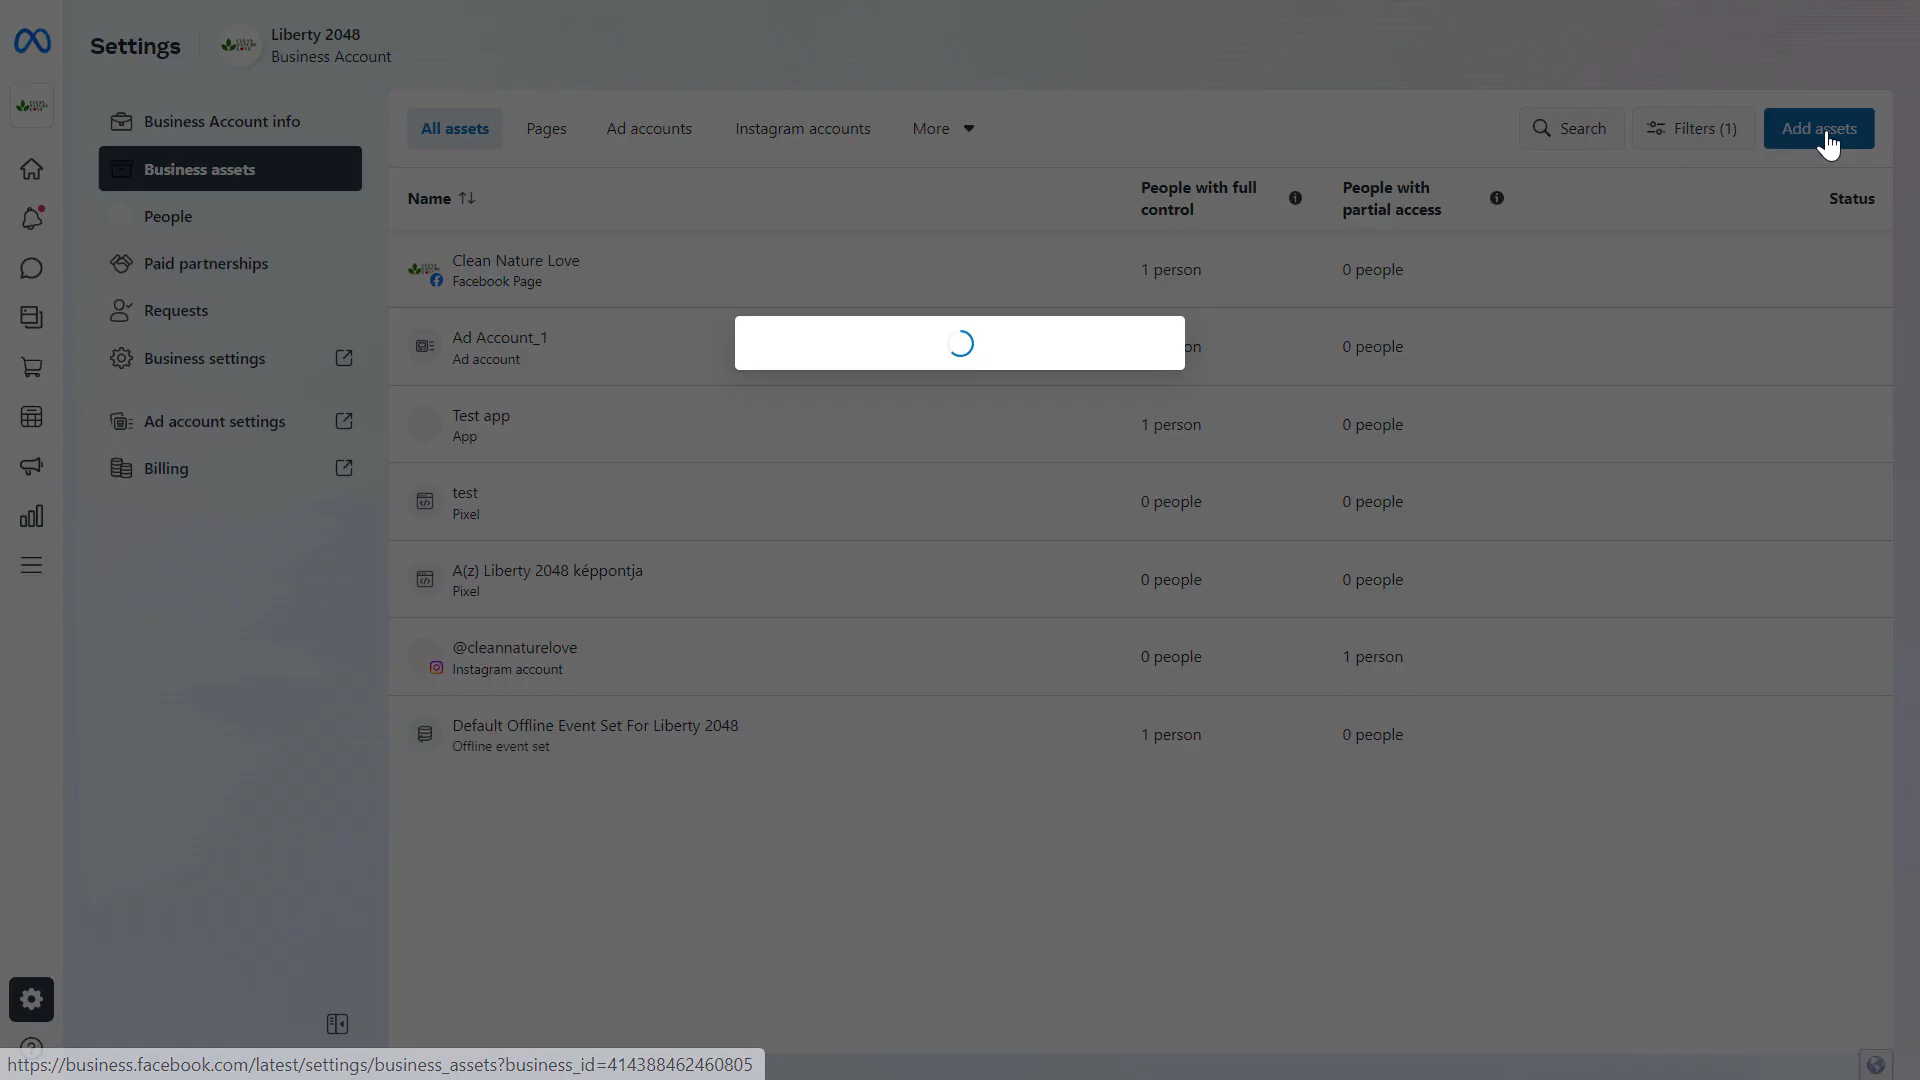 Settings
Liberty 2048
Business Account
Business Account info
Business assets
People
Paid partnerships
Requests
Business settings
Ad account settings
Billing
All assets
Pages
Ad accounts
Instagram accounts
More
Search
Filters (1)
Add assets
Name
People with full
control
People with
partial access
Status
Clean Nature Love
Facebook Page
1 person
0 people
Ad Account_1
Ad account
on
0 people
Test app
App
1 person
0 people
test
Pixel
0 people
0 people
A(z) Liberty 2048 képpontja
Pixel
0 people
0 people
@cleannaturelove
Instagram account
0 people
1 person
Default Offline Event Set For Liberty 2048
Offline event set
1 person
0 people
https://business.facebook.com/latest/settings/business_assets?business_id=414388462460805